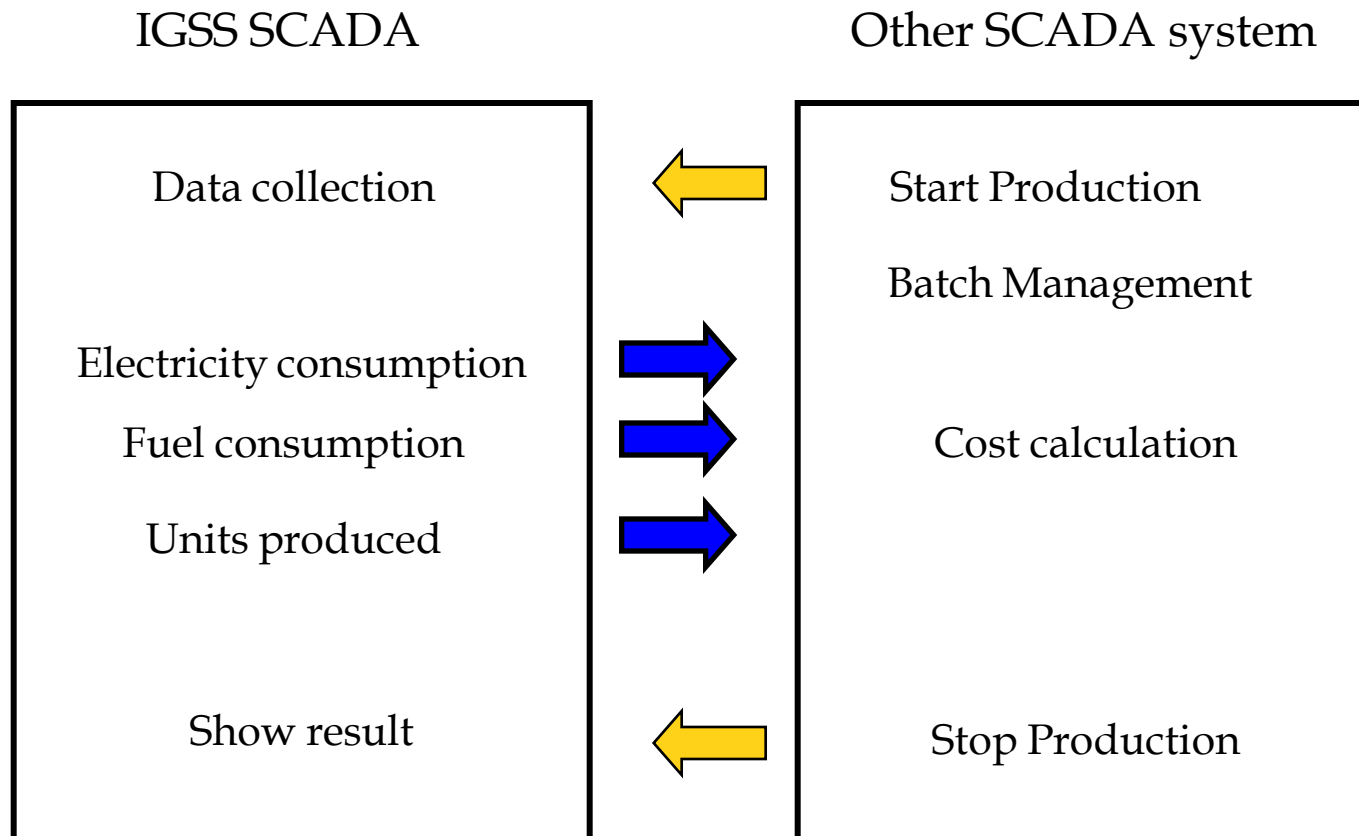 IGSS SCADA
Other SCADA system
Data collection
Start Production
Batch Management
Electricity consumption
Fuel consumption
Cost calculation
Units produced
Show result
Stop Production